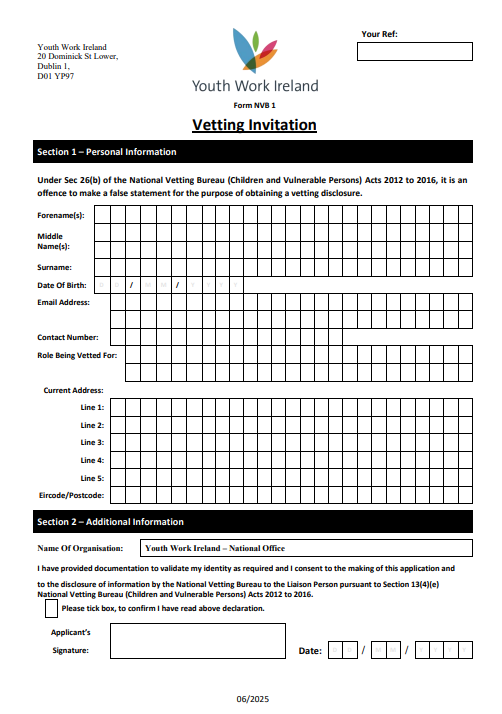 Your Ref:
Youth Work Ireland
20 Dominick St Lower,
Dublin 1,
D01 YP97
Youth Work Ireland
Form NVB 1
Vetting Invitation
Section 1 – Personal Information
Under Sec 26(b) of the National Vetting Bureau (Children and Vulnerable Persons) Acts 2012 to 2016, it is an
offence to make a false statement for the purpose of obtaining a vetting disclosure.
Forename(s):
Middle
Name(s):
Surname:
Date Of Birth: D D / M M / Y Y Y Y
Email Address:
Contact Number:
Role Being Vetted For:
Current Address:
Line 1:
Line 2:
Line 3:
Line 4:
Line 5:
Eircode/Postcode:
Section 2 – Additional Information
Name Of Organisation: Youth Work Ireland – National Office
I have provided documentation to validate my identity as required and I consent to the making of this application and
to the disclosure of information by the National Vetting Bureau to the Liaison Person pursuant to Section 13(4)(e)
National Vetting Bureau (Children and Vulnerable Persons) Acts 2012 to 2016.
Please tick box, to confirm I have read above declaration.
Applicant's
Signature:
Date: D D / M M / Y Y Y Y
06/2025